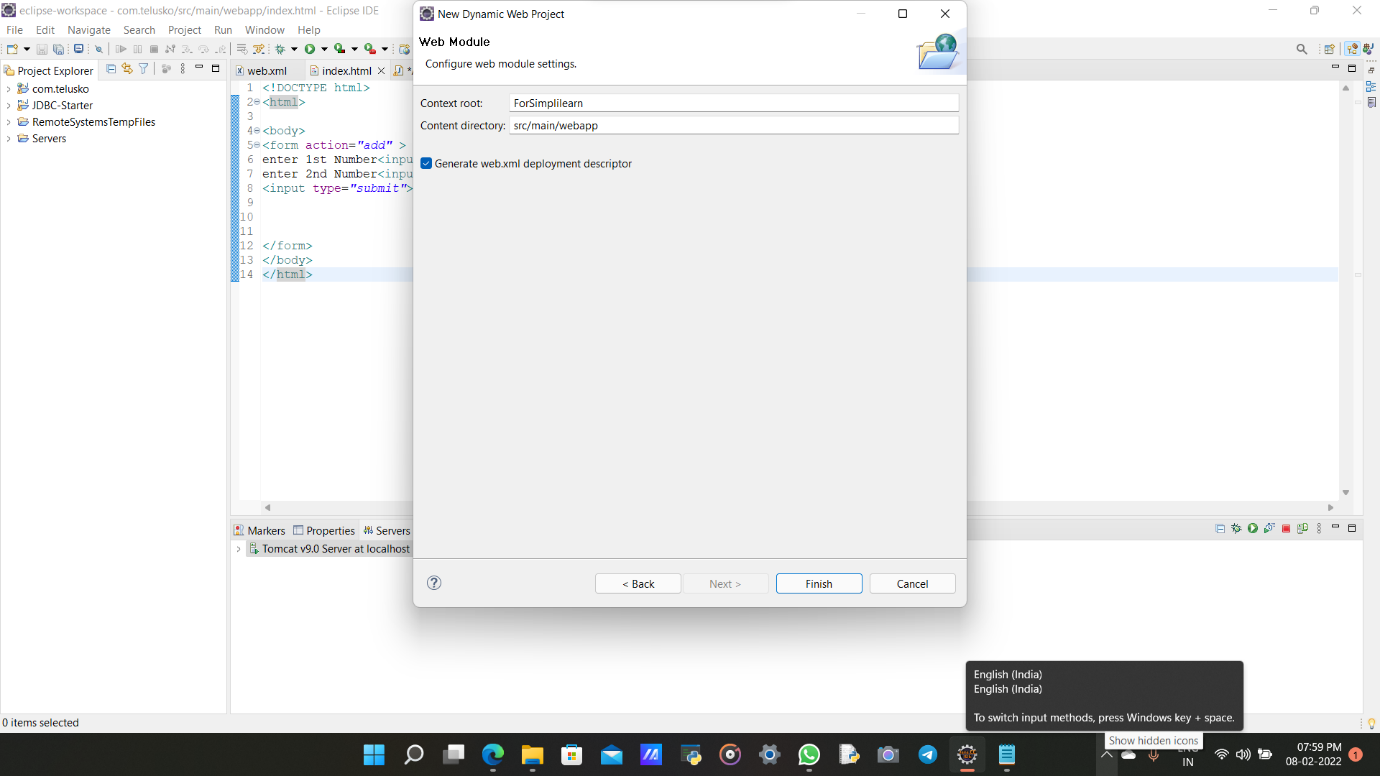 eclipse-workspace - com.telusko/src/main/webapp/index.html - Eclipse IDE
File Edit Navigate Search Project Run Window Help
Project Explorer
com.telusko
JDBC-Starter
RemoteSystemsTempFiles
Servers
web.xml index.html
1 <!DOCTYPE html>
2 <html>
3
4 <body>
5 <form action="add" >
6 enter 1st Number<inpu
7 enter 2nd Number<inpu
8 <input type="submit">
9
10
11
12 </form>
13 </body>
14 </html>
New Dynamic Web Project
Web Module
Configure web module settings.
Context root: ForSimplilearn
Content directory: src/main/webapp
Generate web.xml deployment descriptor
< Back Next > Finish Cancel
Markers Properties Servers
Tomcat v9.0 Server at localhost
0 items selected
English (India)
English (India)
To switch input methods, press Windows key + space.
Show hidden icons
ENG
IN
07:59 PM
08-02-2022
1